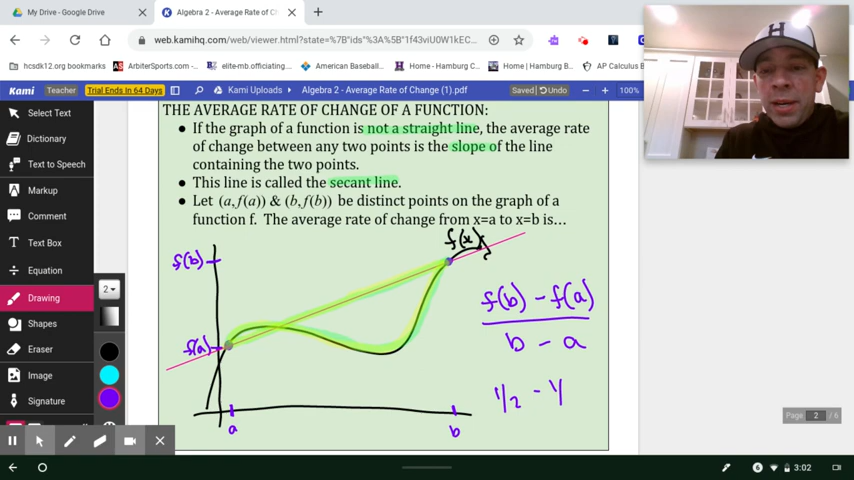 My Drive - Google Drive
Algebra 2 - Average Rate of Ch
web.kamihq.com/web/viewer.html?state=%7B"ids"%3A%5B"1f43viU0W1kEC...
hcsdk12.org bookmarks
ArbiterSports.com
elite-mb.officiating...
American Baseball...
Home - Hamburg C...
Home | Hamburg B...
AP Calculus B
Kami
Teacher
Trial Ends In 64 Days
Kami Uploads
Algebra 2 - Average Rate of Change (1).pdf
Saved
Undo
100%
Select Text
Dictionary
Text to Speech
Markup
Comment
Text Box
Equation
Drawing
Shapes
Eraser
Image
Signature
2
THE AVERAGE RATE OF CHANGE OF A FUNCTION:
• If the graph of a function is not a straight line, the average rate
of change between any two points is the slope of the line
containing the two points.
• This line is called the secant line.
• Let (a, f(a)) & (b, f(b)) be distinct points on the graph of a
function f. The average rate of change from x=a to x=b is...
f(x)
f(b)
f(a)
a
b
f(b) - f(a)
b - a
1/2 - 1/
Page 2 / 6
H
6
3:02